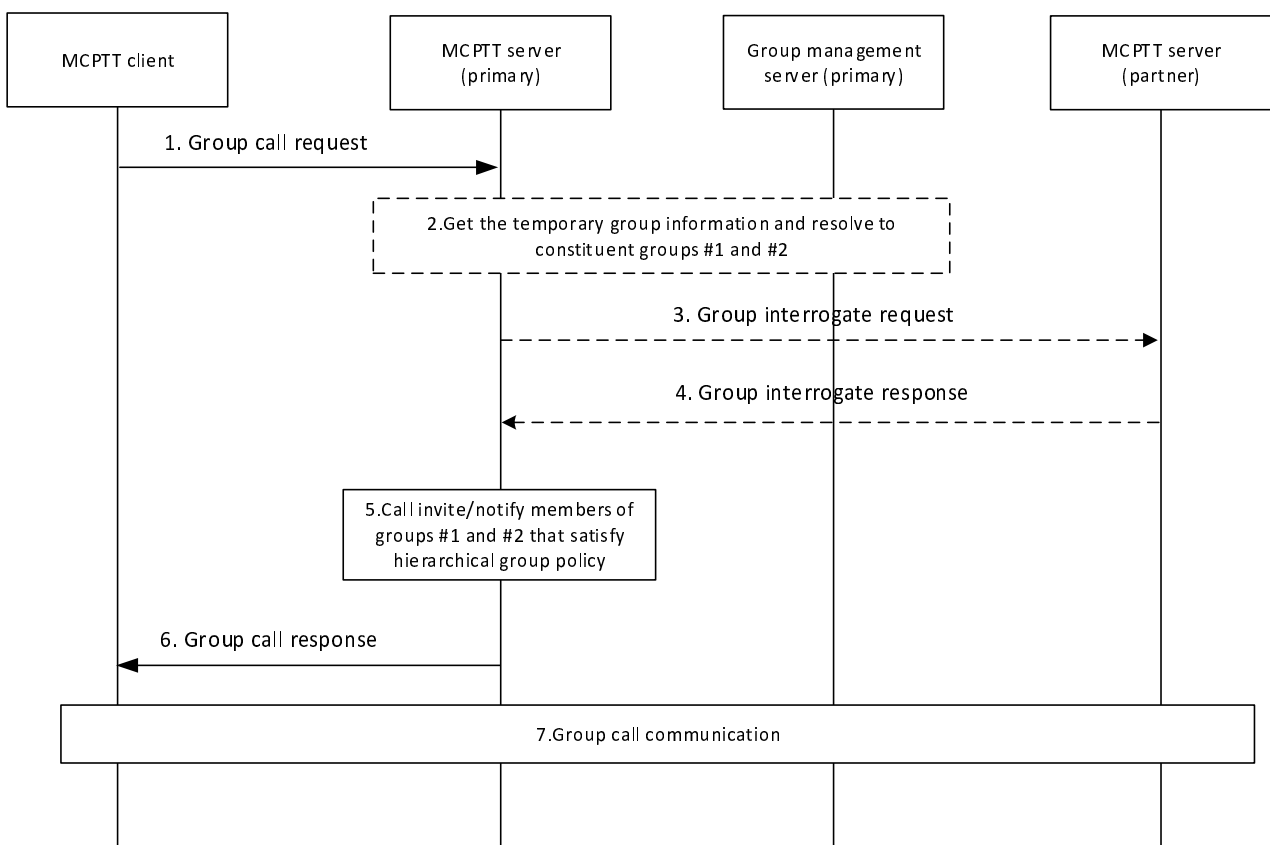 MCPTT client
MCPTT server
(primary)
Group management
server (primary)
MCPTT server
(partner)
1. Group call request
2.Get the temporary group information and resolve to
constituent groups #1 and #2
3. Group interrogate request
4. Group interrogate response
5.Call invite/notify members of
groups #1 and #2 that satisfy
hierarchical group policy
6. Group call response
7.Group call communication